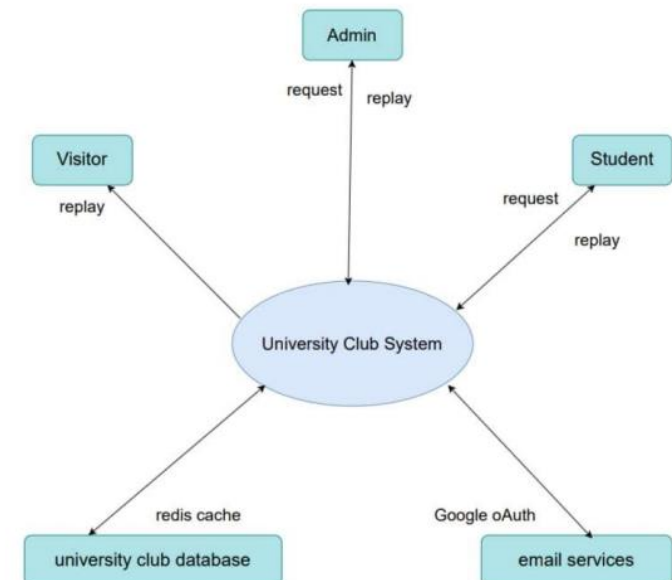 Admin
request
replay
Visitor
Student
replay
request
replay
University Club System
redis cache
Google oAuth
university club database
email services